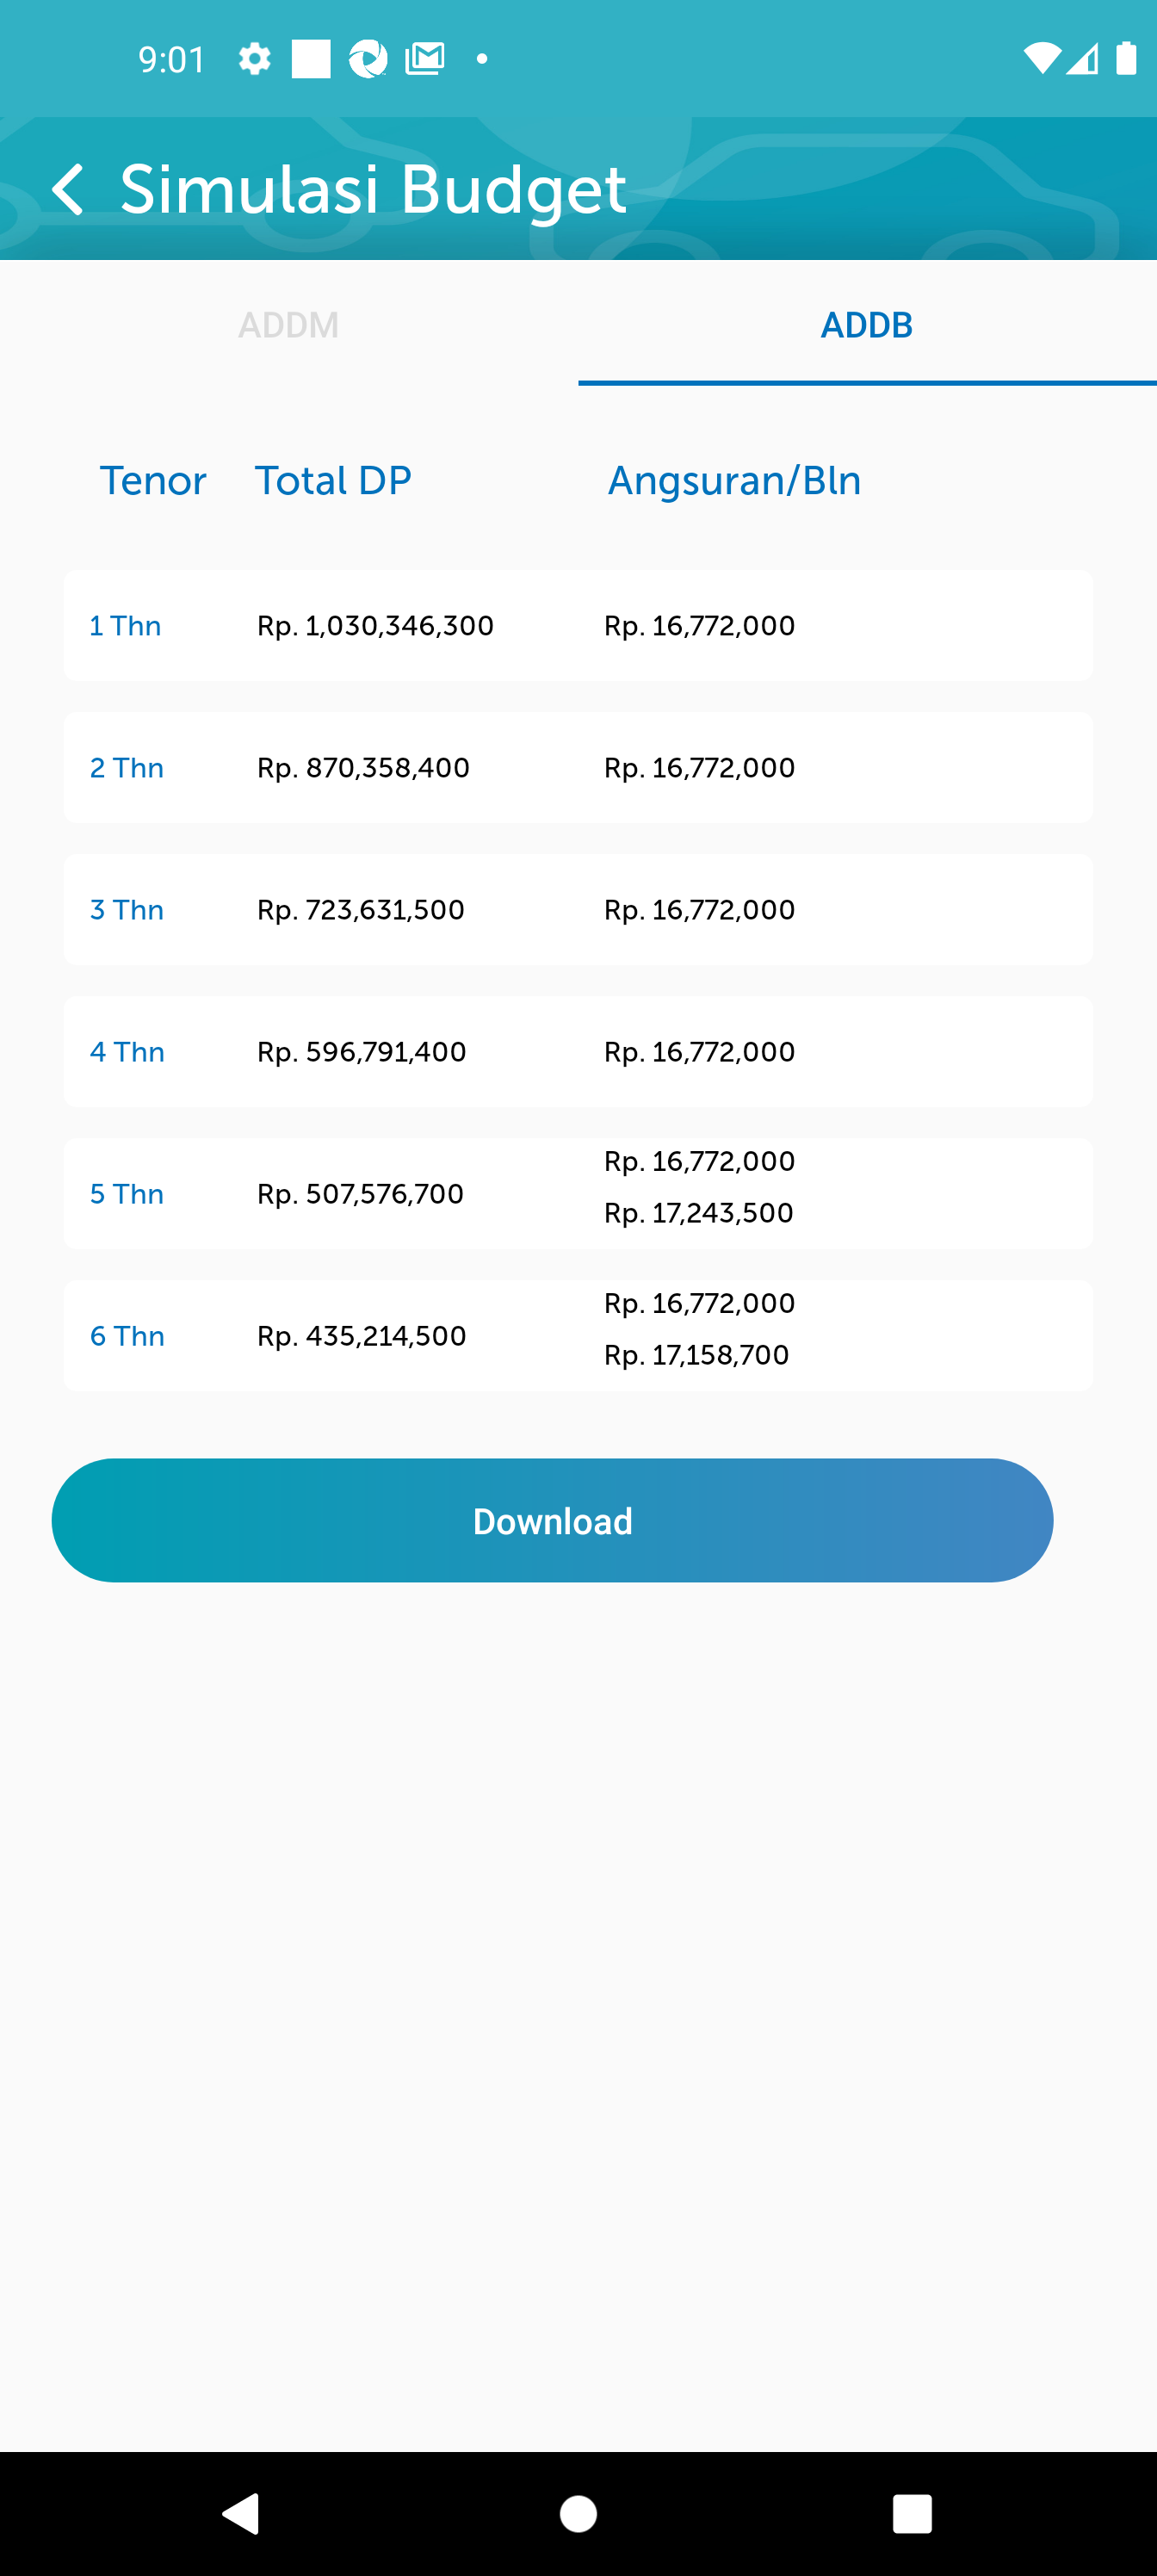 9:01
Simulasi Budget
ADDM ADDB
Tenor Total DP Angsuran/Bln
1 Thn Rp. 1,030,346,300 Rp. 16,772,000
2 Thn Rp. 870,358,400 Rp. 16,772,000
3 Thn Rp. 723,631,500 Rp. 16,772,000
4 Thn Rp. 596,791,400 Rp. 16,772,000
5 Thn Rp. 507,576,700 Rp. 16,772,000
Rp. 17,243,500
6 Thn Rp. 435,214,500 Rp. 16,772,000
Rp. 17,158,700
Download